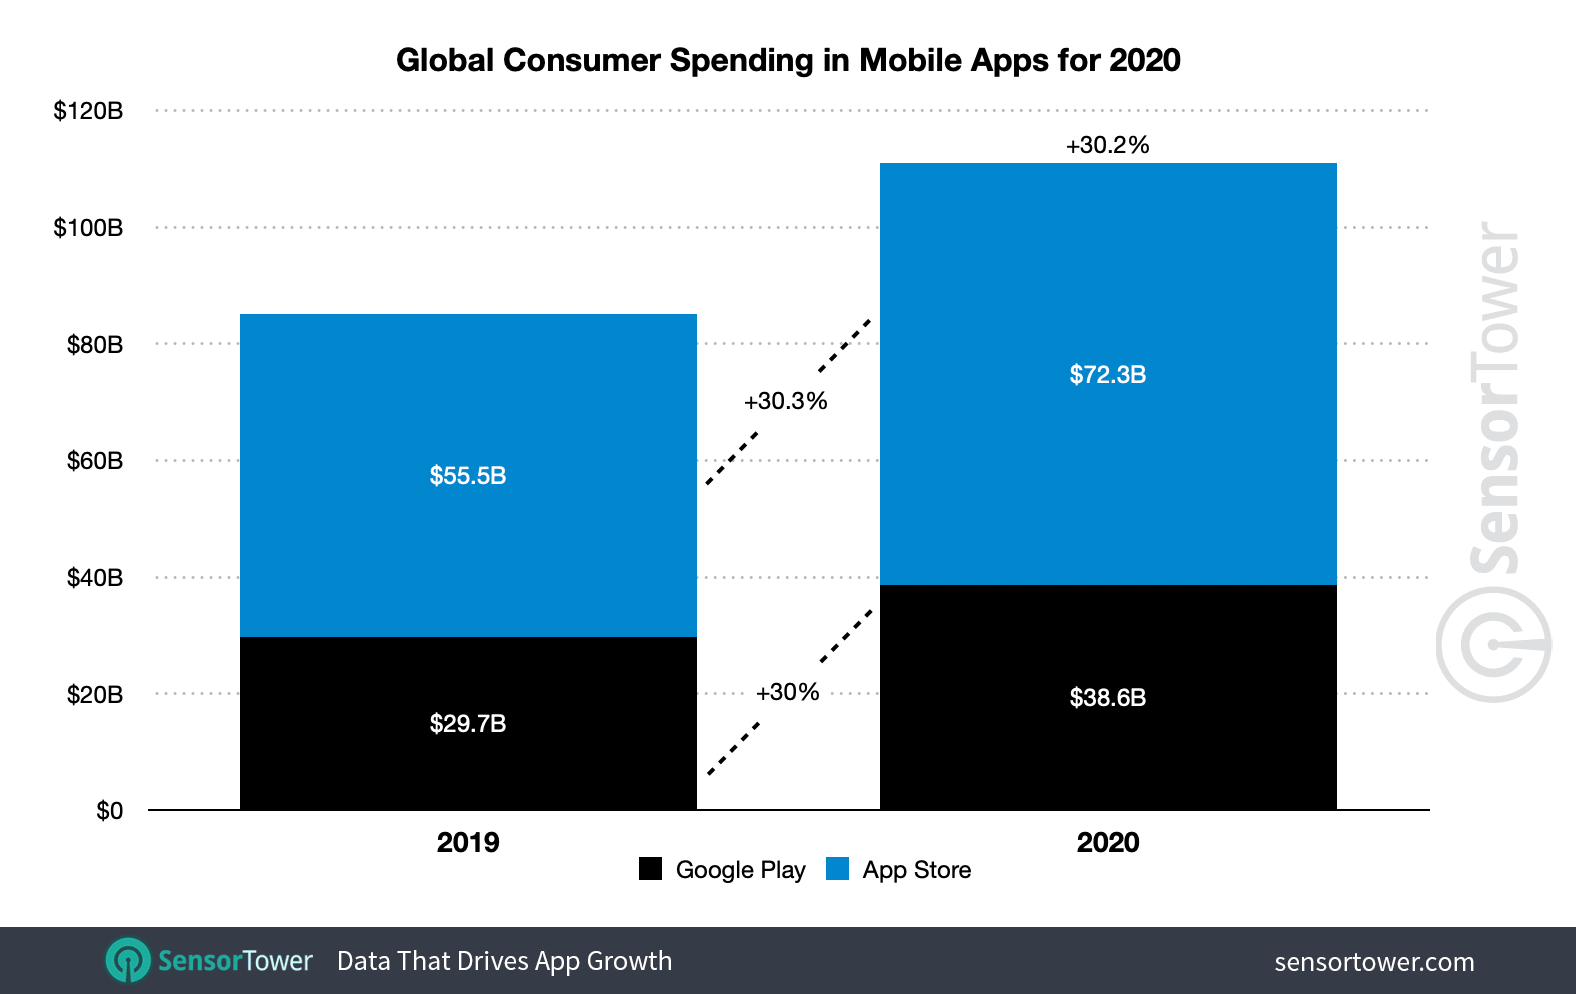 Global Consumer Spending in Mobile Apps for 2020
$120B
+30.2%
$100B
$80B
$72.3B
+30.3%
$60B
$55.5B
$40B
$20B
+30%
$38.6B
$29.7B
$0
2019
2020
Google Play
App Store
SensorTower
SensorTower
Data That Drives App Growth
sensortower.com